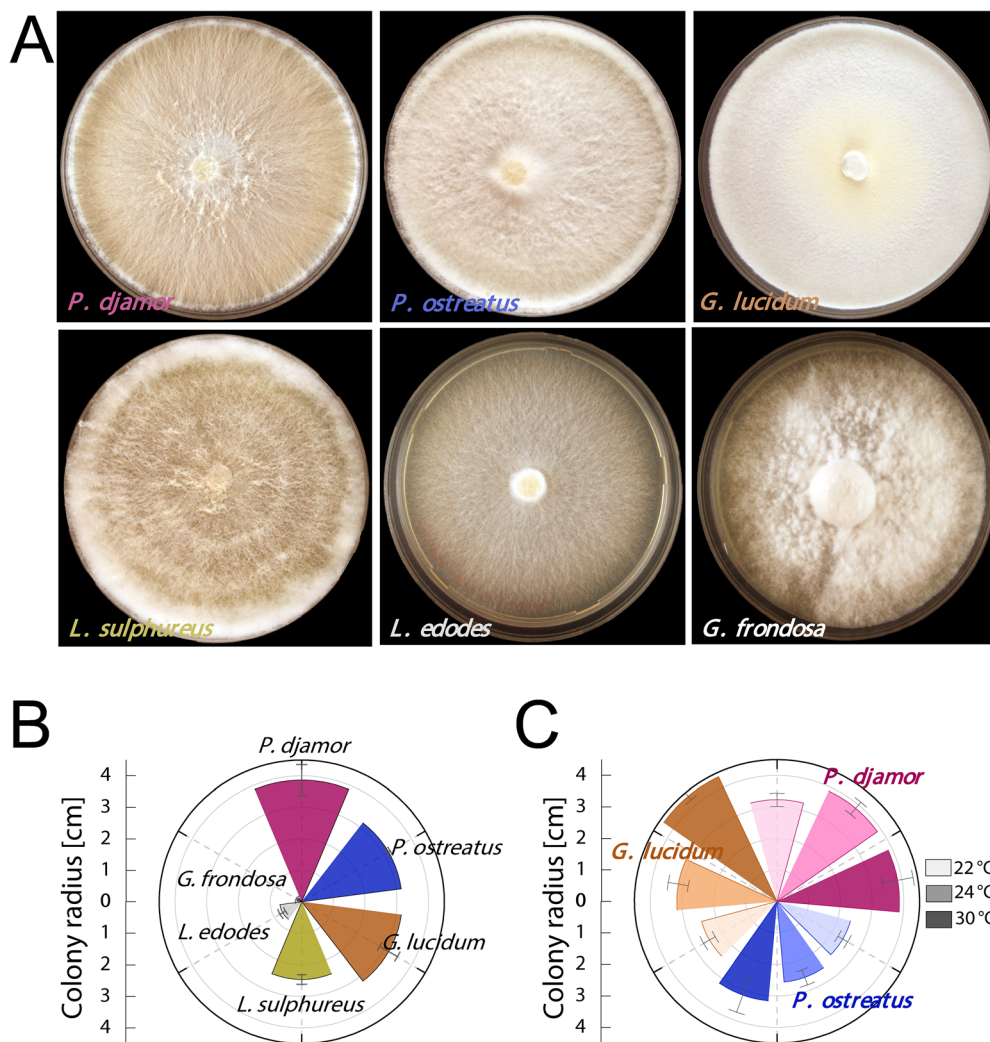 A
P. djamor
P. ostreatus
G. lucidum
L. sulphureus
L. edodes
G. frondosa
B
Colony radius [cm]
4
3
2
1
0
1
2
3
4
P. djamor
P. ostreatus
G. frondosa
L. edodes
G. lucidum
L. sulphureus
C
Colony radius [cm]
4
3
2
1
0
1
2
3
4
P. djamor
G. lucidum
P. ostreatus
22 °C
24 °C
30 °C